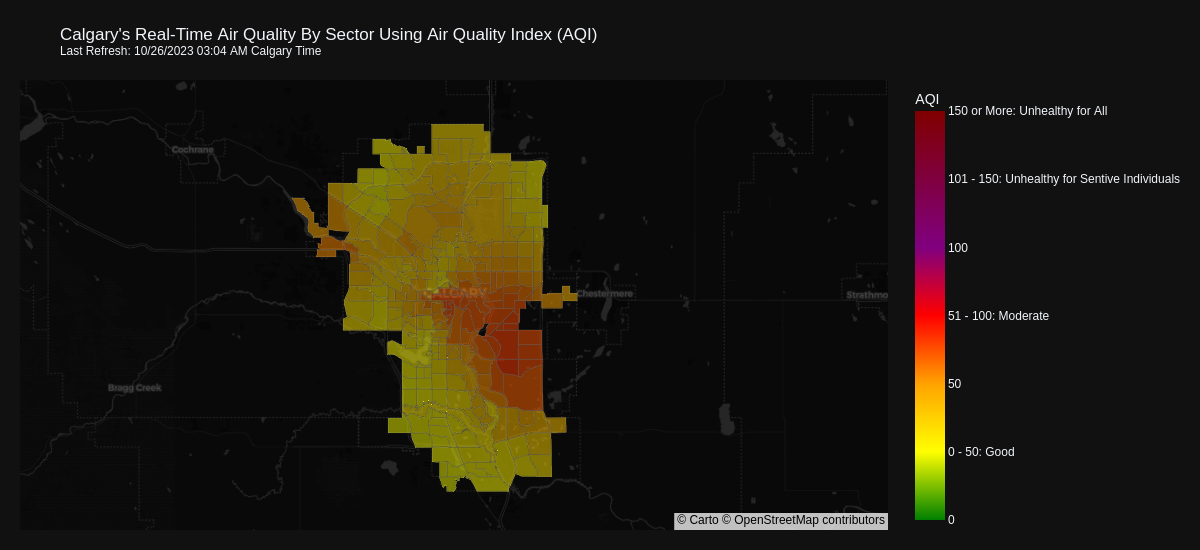 Calgary's Real-Time Air Quality By Sector Using Air Quality Index (AQI)
Last Refresh: 10/26/2023 03:04 AM Calgary Time
AQI
150 or More: Unhealthy for All
Cochrane
101 - 150: Unhealthy for Sentive Individuals
100
CALGARY
Chestermere
Strathmo
51 - 100: Moderate
50
Bragg Creek
0 - 50: Good
© Carto © OpenStreetMap contributors
0